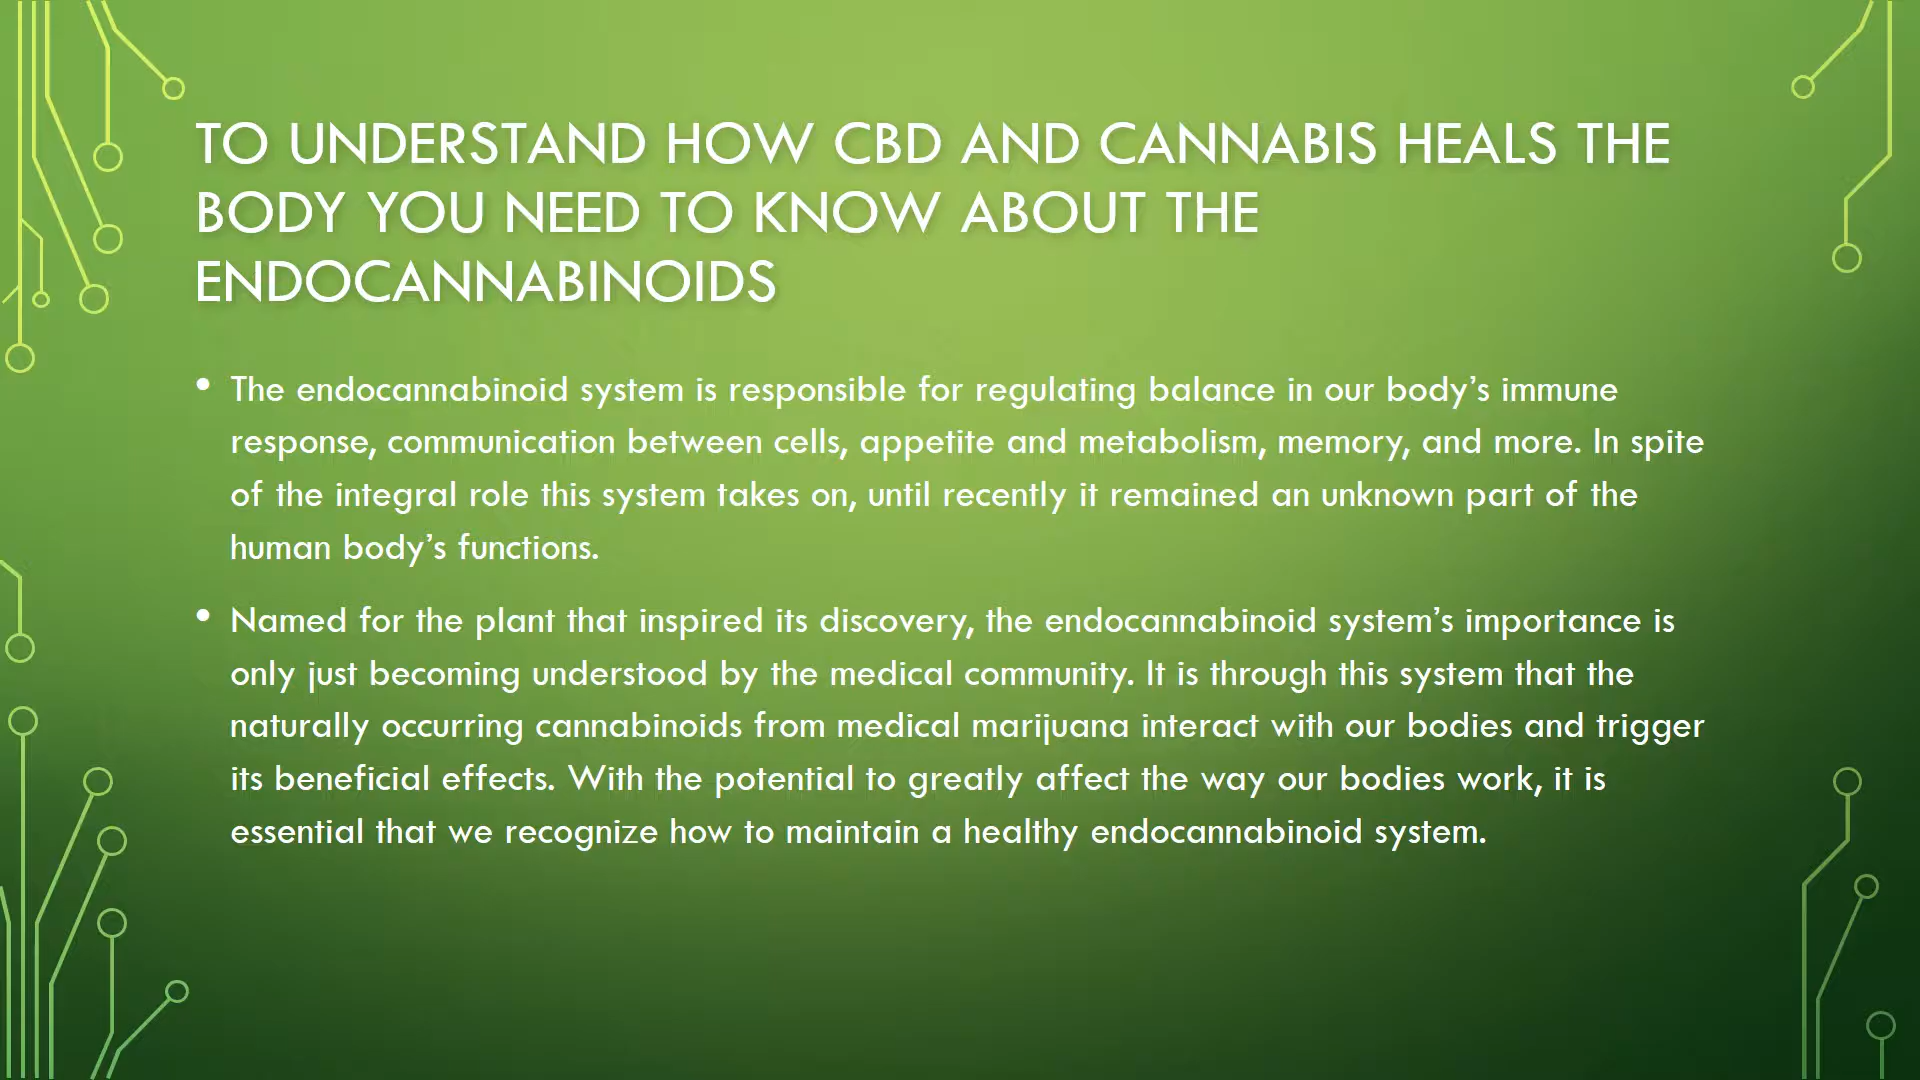 TO UNDERSTAND HOW CBD AND CANNABIS HEALS THE
BODY YOU NEED TO KNOW ABOUT THE
ENDOCANNABINOIDS
• The endocannabinoid system is responsible for regulating balance in our body’s immune
response, communication between cells, appetite and metabolism, memory, and more. In spite
of the integral role this system takes on, until recently it remained an unknown part of the
human body’s functions.
• Named for the plant that inspired its discovery, the endocannabinoid system’s importance is
only just becoming understood by the medical community. It is through this system that the
naturally occurring cannabinoids from medical marijuana interact with our bodies and trigger
its beneficial effects. With the potential to greatly affect the way our bodies work, it is
essential that we recognize how to maintain a healthy endocannabinoid system.